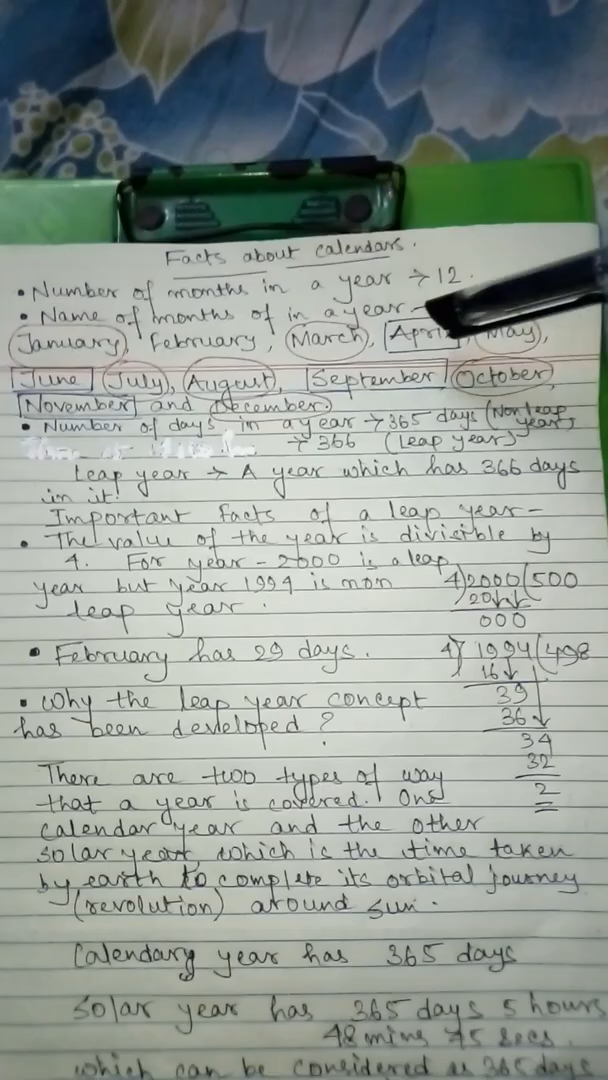 Facts about calendars.
• Number of months in a year → 12.
• Name of months of in a year –
January, February, March, April, May,
June, July, August, September, October,
November and December.
• Number of days in a year → 365 days (Non leap year)
→ 366 (Leap year)
Leap year → A year which has 366 days
in it!
Important facts of a leap year –
• The value of the year is divisible by
4. For year – 2000 is a leap
year but year 1994 is non
leap year.
4)2000(500
20
000
• February has 29 days.
4)1994(498
16
39
36
34
32
2
• Why the leap year concept
has been developed?
There are two types of way
that a year is covered. One
calendar year and the other
solar year, which is the time taken
by earth to complete its orbital journey
(revolution) around sun.
Calendary year has 365 days
Solar year has 365 days 5 hours
48 mins 45 secs.
which can be considered as 365 days